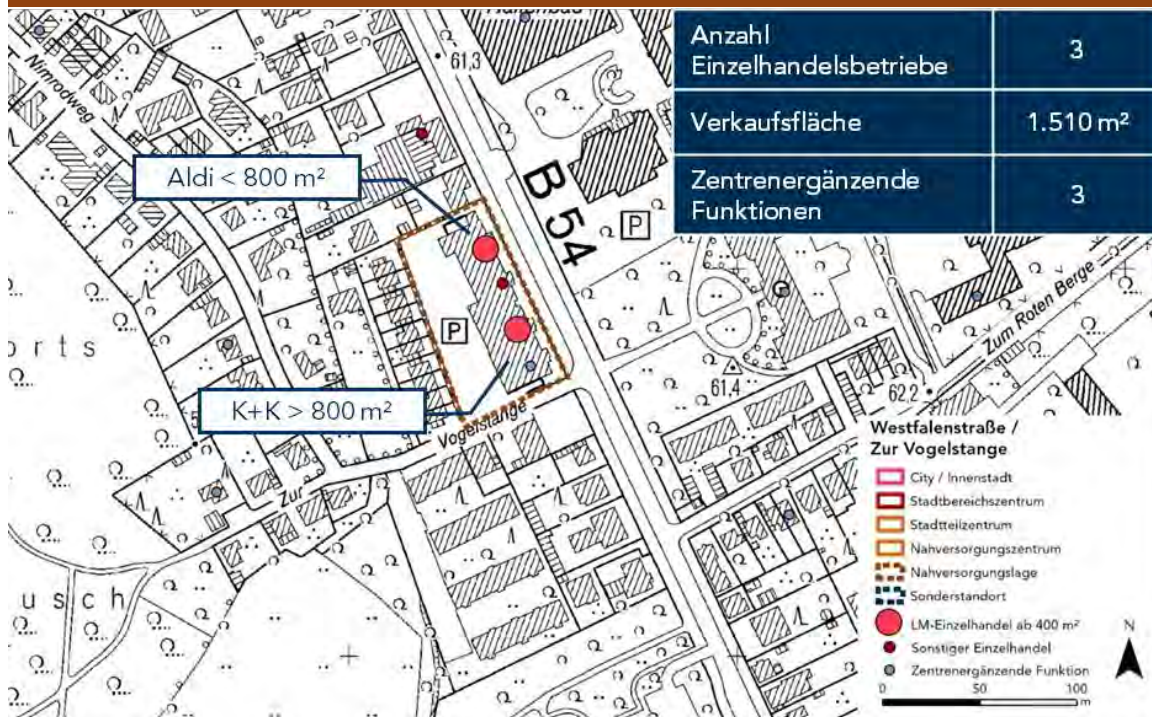 Nimrodweg
61,3
Anzahl
Einzelhandelsbetriebe
3
Verkaufsfläche
1.510 m²
Zentrenergänzende
Funktionen
3
Aldi < 800 m²
B 54
P
P
orts
Zum Roten Berge
61,4
62,2
K+K > 800 m²
Vogelstange
Zur
usch
Westfalenstraße /
Zur Vogelstange
City / Innenstadt
Stadtbereichszentrum
Stadtteilzentrum
Nahversorgungszentrum
Nahversorgungslage
Sonderstandort
LM-Einzelhandel ab 400 m²
Sonstiger Einzelhandel
Zentrenergänzende Funktion
N
0 50 100
m